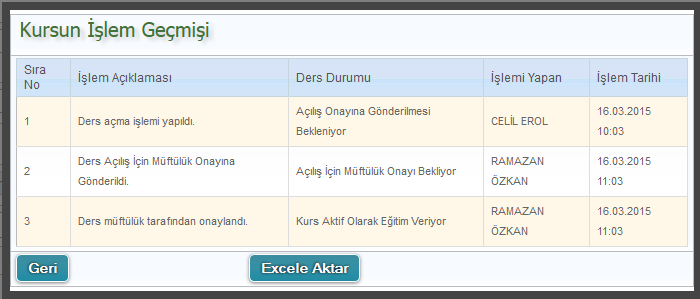 Kursun İşlem Geçmişi
Sıra No İşlem Açıklaması Ders Durumu İşlemi Yapan İşlem Tarihi
1 Ders açma işlemi yapıldı. Açılış Onayına Gönderilmesi Bekleniyor CELİL EROL 16.03.2015 10:03
2 Ders Açılış İçin Müftülük Onayına Gönderildi. Açılış İçin Müftülük Onayı Bekliyor RAMAZAN ÖZKAN 16.03.2015 11:03
3 Ders müftülük tarafından onaylandı. Kurs Aktif Olarak Eğitim Veriyor RAMAZAN ÖZKAN 16.03.2015 11:03
Geri Excele Aktar